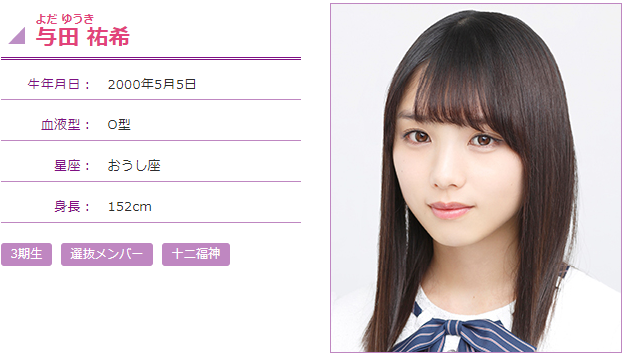 よだ ゆうき
与田 祐希
生年月日： 2000年5月5日
血液型： O型
星座： おうし座
身長： 152cm
3期生 選抜メンバー 十二福神